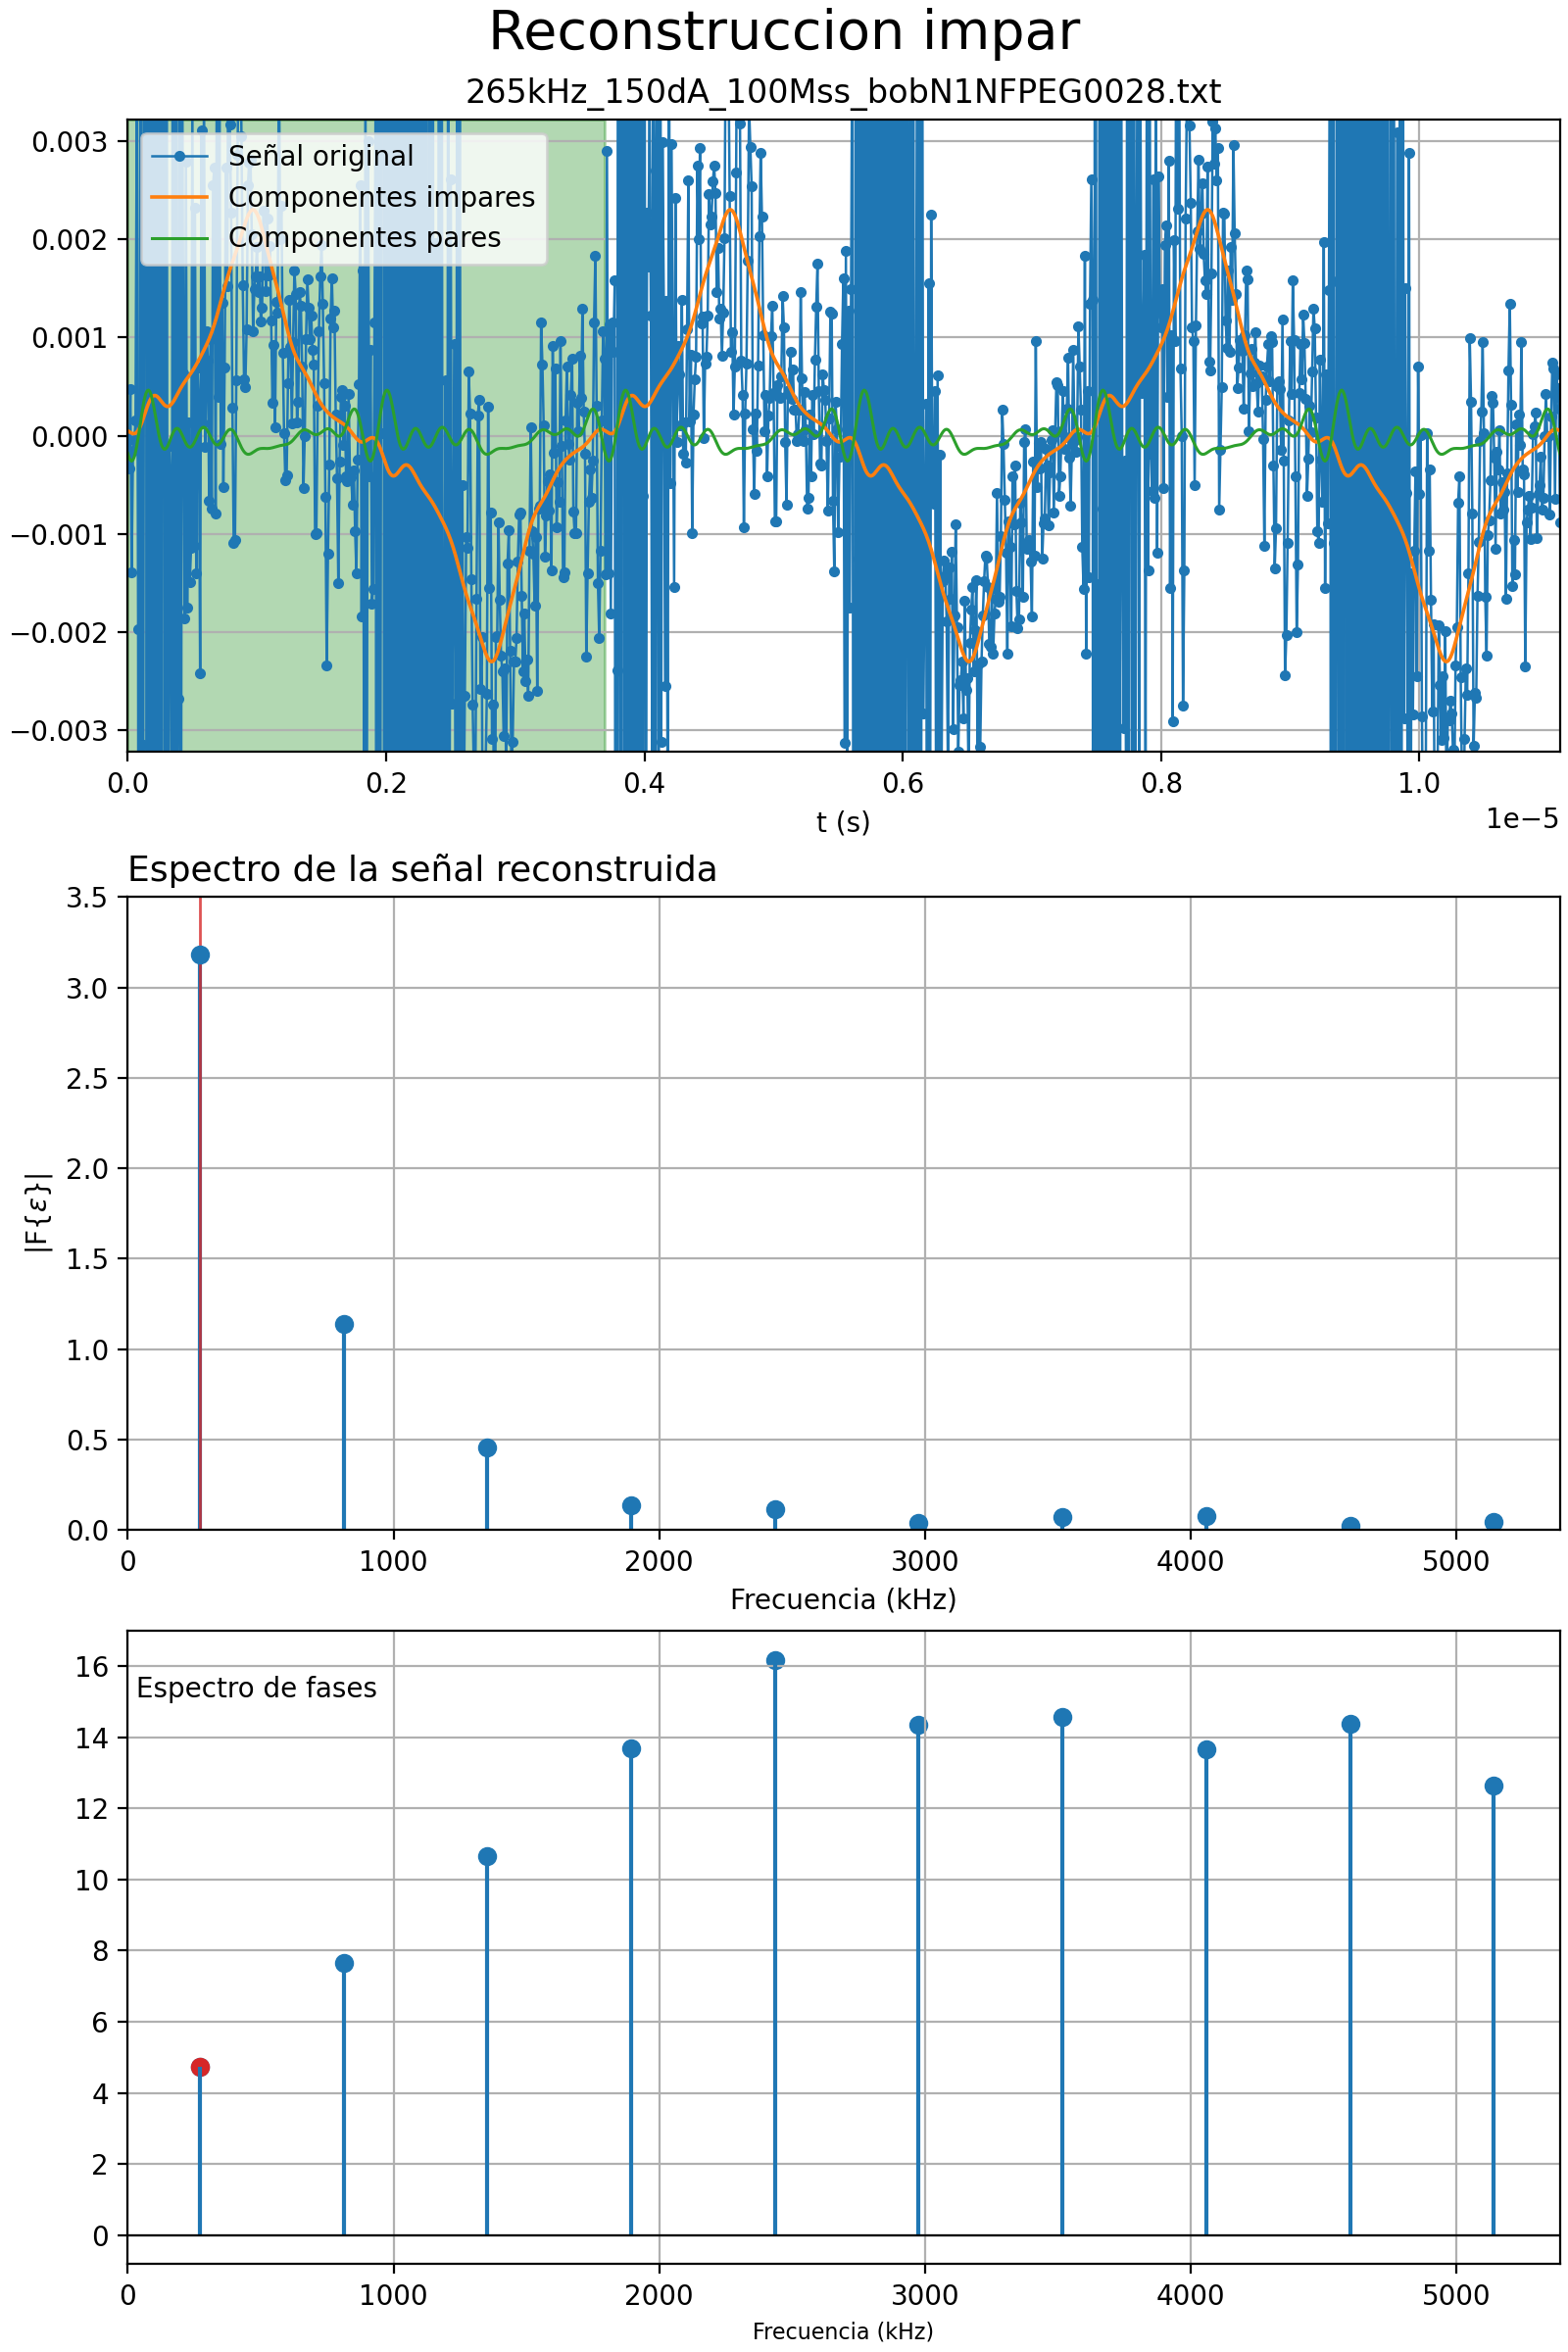 Reconstruccion impar
265kHz_150dA_100Mss_bobN1NFPEG0028.txt
0.003
0.002
0.001
0.000
−0.001
−0.002
−0.003
Señal original
Componentes impares
Componentes pares
0.0 0.2 0.4 0.6 0.8 1.0
1e−5
t (s)
Espectro de la señal reconstruida
3.5
3.0
2.5
2.0
1.5
1.0
0.5
0.0
|F{ε}|
0 1000 2000 3000 4000 5000
Frecuencia (kHz)
Espectro de fases
16
14
12
10
8
6
4
2
0
0 1000 2000 3000 4000 5000
Frecuencia (kHz)